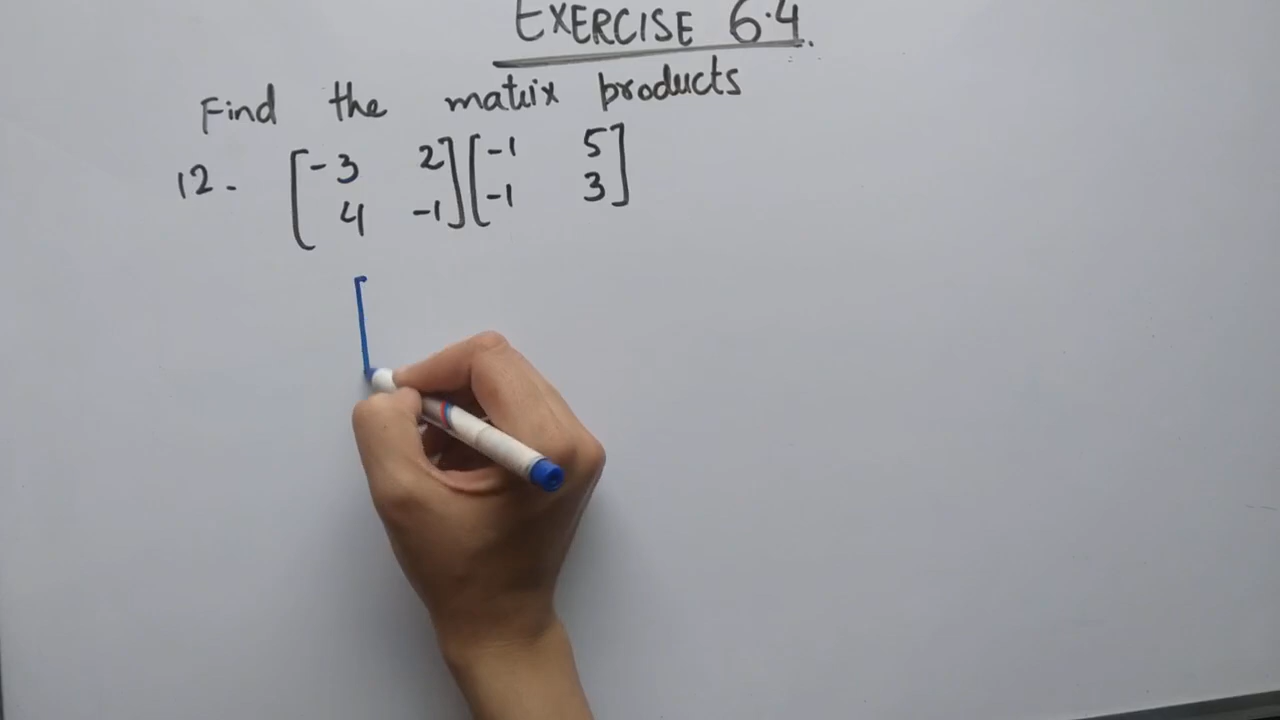 EXERCISE 6.4.
Find the matrix products
12. [-3 2] [-1 5]
[4 -1] [-1 3]